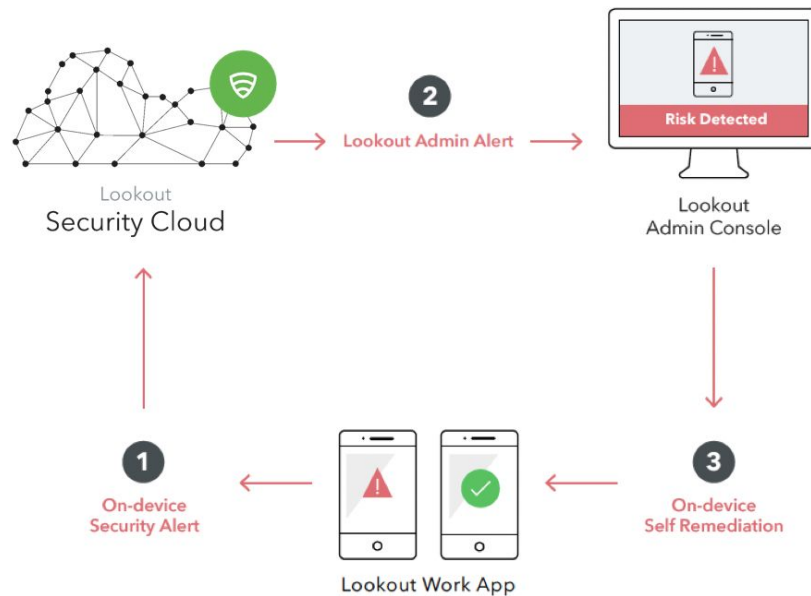 2
Lookout Admin Alert
Risk Detected
Lookout
Security Cloud
Lookout
Admin Console
1
On-device
Security Alert
3
On-device
Self Remediation
Lookout Work App